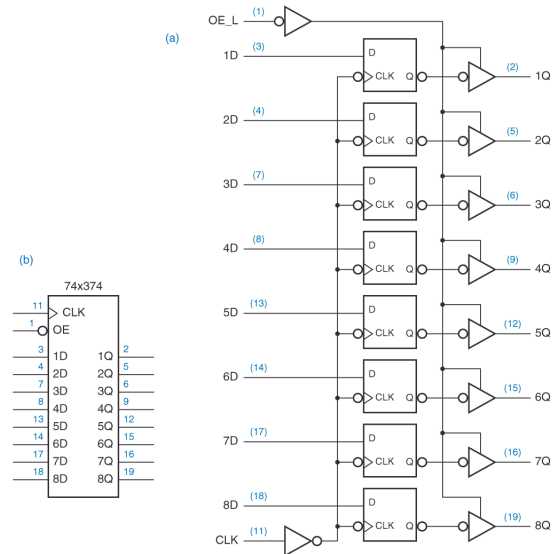 (a)
OE_L (1)
1D (3) D CLK Q (2) 1Q
2D (4) D CLK Q (5) 2Q
3D (7) D CLK Q (6) 3Q
4D (8) D CLK Q (9) 4Q
5D (13) D CLK Q (12) 5Q
6D (14) D CLK Q (15) 6Q
7D (17) D CLK Q (16) 7Q
8D (18) D CLK Q (19) 8Q
CLK (11)
(b)
74x374
11 CLK
1 OE
3 1D 1Q 2
4 2D 2Q 5
7 3D 3Q 6
8 4D 4Q 9
13 5D 5Q 12
14 6D 6Q 15
17 7D 7Q 16
18 8D 8Q 19